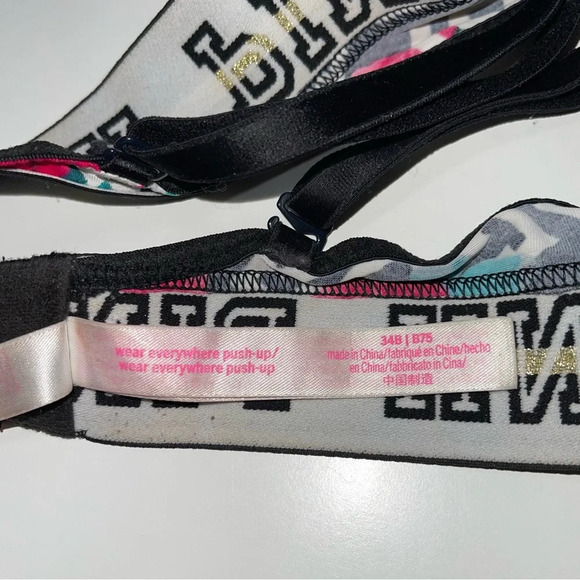 PINK
wear everywhere push-up/
wear everywhere push-up
34B | B75
made in China/fabriqué en Chine/hecho
en China/fabbricato in Cina/
中国制造